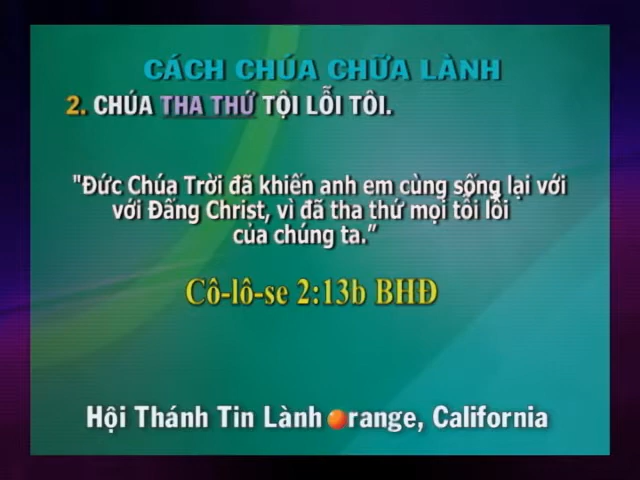 CÁCH CHÚA CHỮA LÀNH
2. CHÚA THA THỨ TỘI LỖI TÔI.
"Đức Chúa Trời đã khiến anh em cùng sống lại với
với Đấng Christ, vì đã tha thứ mọi tôi lỗi
của chúng ta.”
Cô-lô-se 2:13b BHĐ
Hội Thánh Tin Lành Orange, California